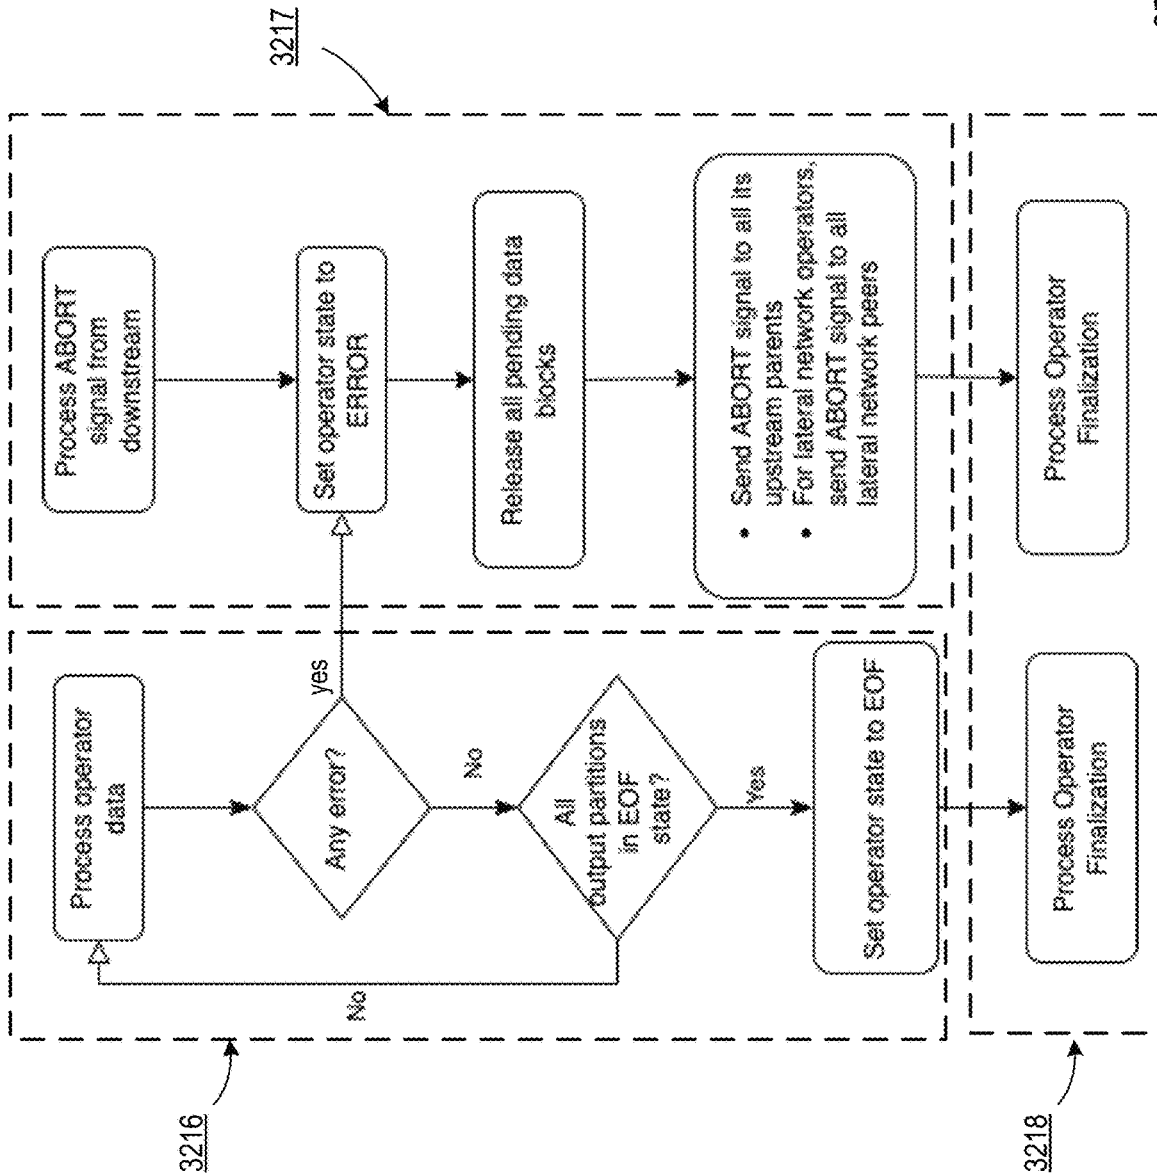 3216
Process operator
data
Any error?
yes
No
All
output partitions
in EOF
state?
No
Yes
Set operator state to EOF
3217
Process ABORT
signal from
downstream
Set operator state to
ERROR
Release all pending data
blocks
• Send ABORT signal to all its
upstream parents
• For lateral network operators,
send ABORT signal to all
lateral network peers
3218
Process Operator
Finalization
Process Operator
Finalization